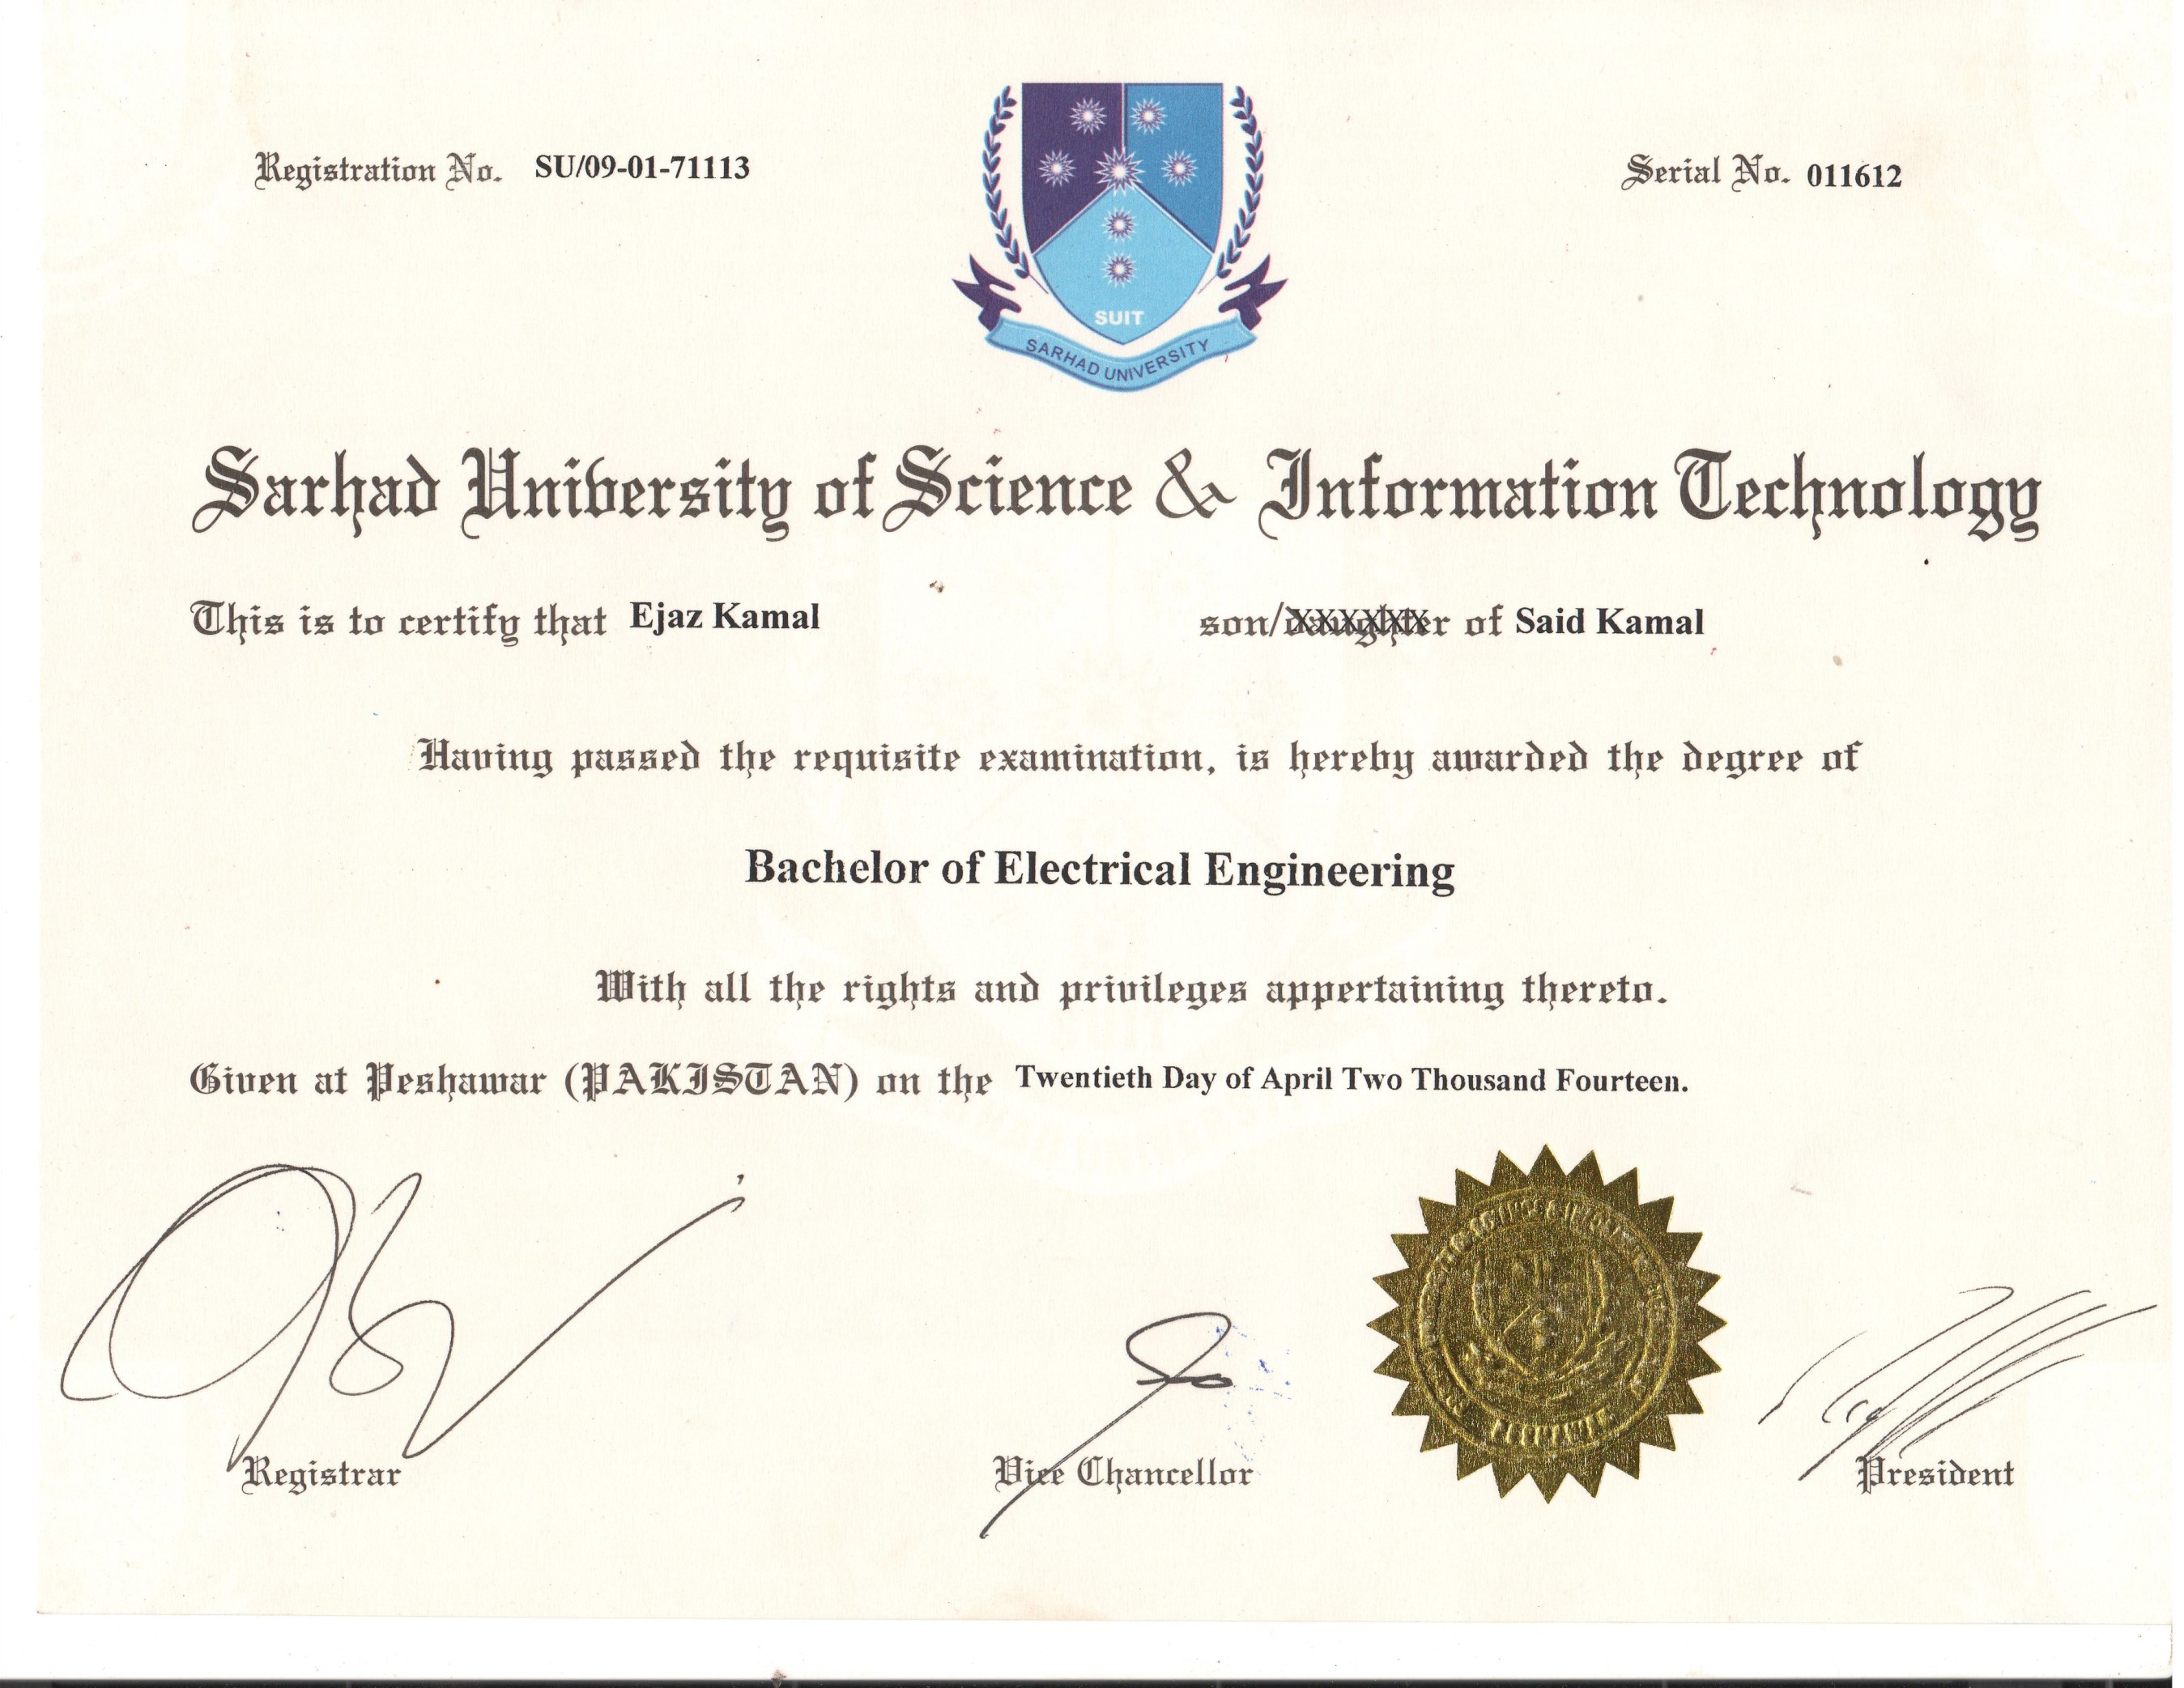 Registration No. SU/09-01-71113
Serial No. 011612
SUIT
SARHAD UNIVERSITY
Sarhad University of Science & Information Technology
This is to certify that Ejaz Kamal son/daughter of Said Kamal
Having passed the requisite examination, is hereby awarded the degree of
Bachelor of Electrical Engineering
With all the rights and privileges appertaining thereto.
Given at Peshawar (PAKISTAN) on the Twentieth Day of April Two Thousand Fourteen.
Registrar
Vice Chancellor
President